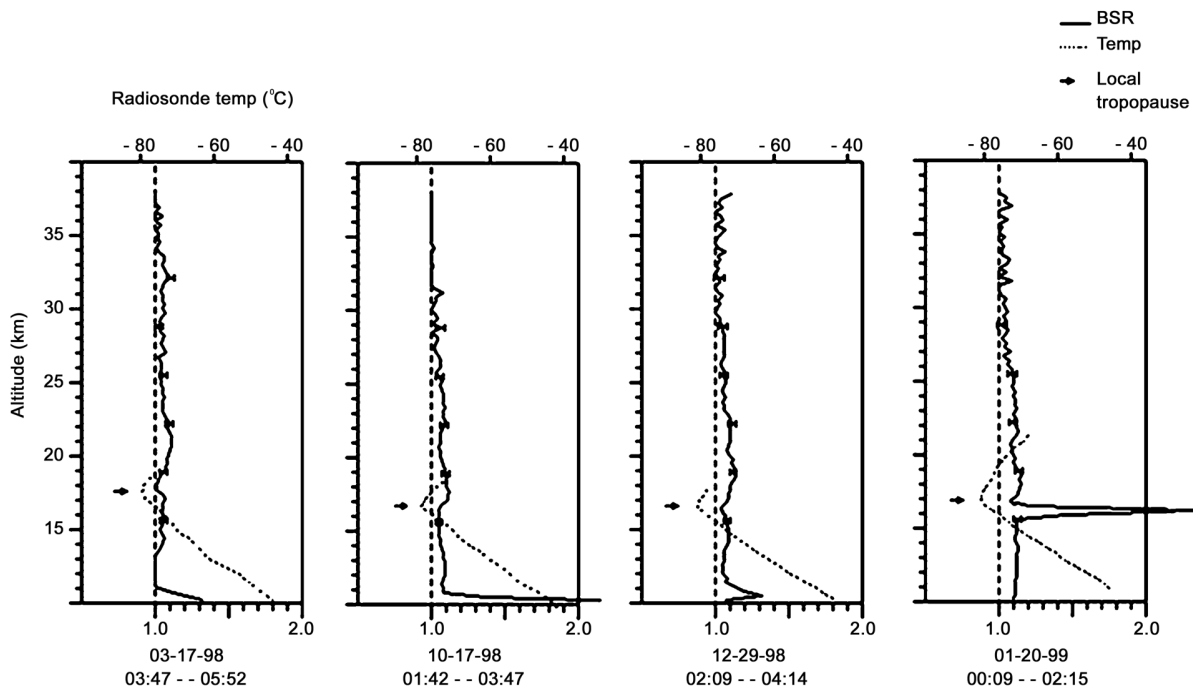 BSR
Temp
Local
tropopause
Radiosonde temp (°C)
- 80 - 60 - 40
- 80 - 60 - 40
- 80 - 60 - 40
- 80 - 60 - 40
Altitude (km)
35
30
25
20
15
1.0 2.0
1.0 2.0
1.0 2.0
1.0 2.0
03-17-98
03:47 - - 05:52
10-17-98
01:42 - - 03:47
12-29-98
02:09 - - 04:14
01-20-99
00:09 - - 02:15